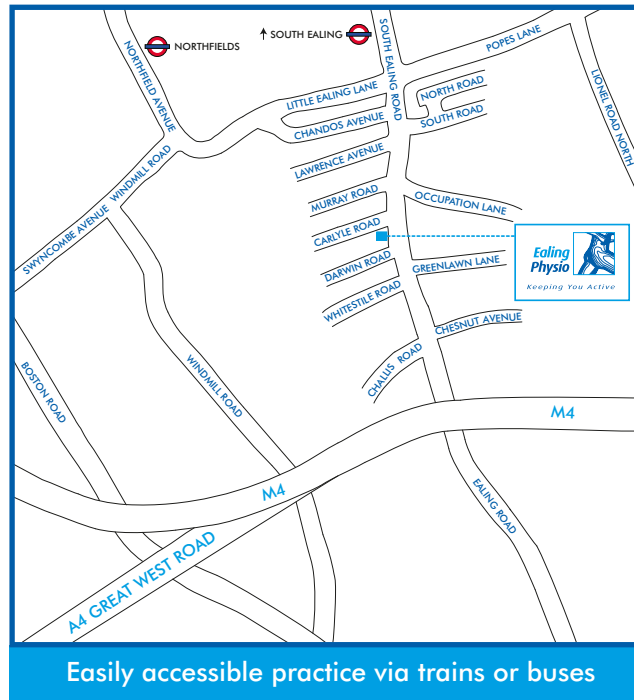 NORTHFIELDS
↑ SOUTH EALING
NORTHFIELD AVENUE
SOUTH EALING ROAD
POPES LANE
LIONEL ROAD NORTH
LITTLE EALING LANE
NORTH ROAD
CHANDOS AVENUE
SOUTH ROAD
LAWRENCE AVENUE
WINDMILL ROAD
SWYNCOMBE AVENUE
MURRAY ROAD
OCCUPATION LANE
CARLYLE ROAD
Ealing
Physio
Keeping You Active
DARWIN ROAD
GREENLAWN LANE
WHITESTILE ROAD
CHESNUT AVENUE
CHALLIS ROAD
BOSTON ROAD
WINDMILL ROAD
M4
M4
EALING ROAD
A4 GREAT WEST ROAD
Easily accessible practice via trains or buses